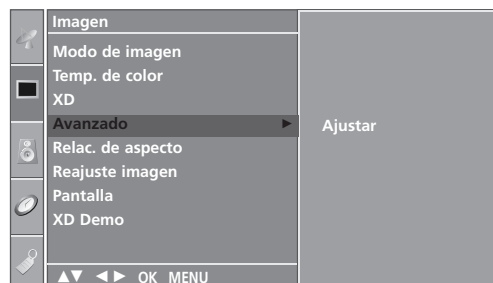 Imagen
Modo de imagen
Temp. de color
XD
Avanzado ▶ Ajustar
Relac. de aspecto
Reajuste imagen
Pantalla
XD Demo
▲▼ ◀▶ OK MENU